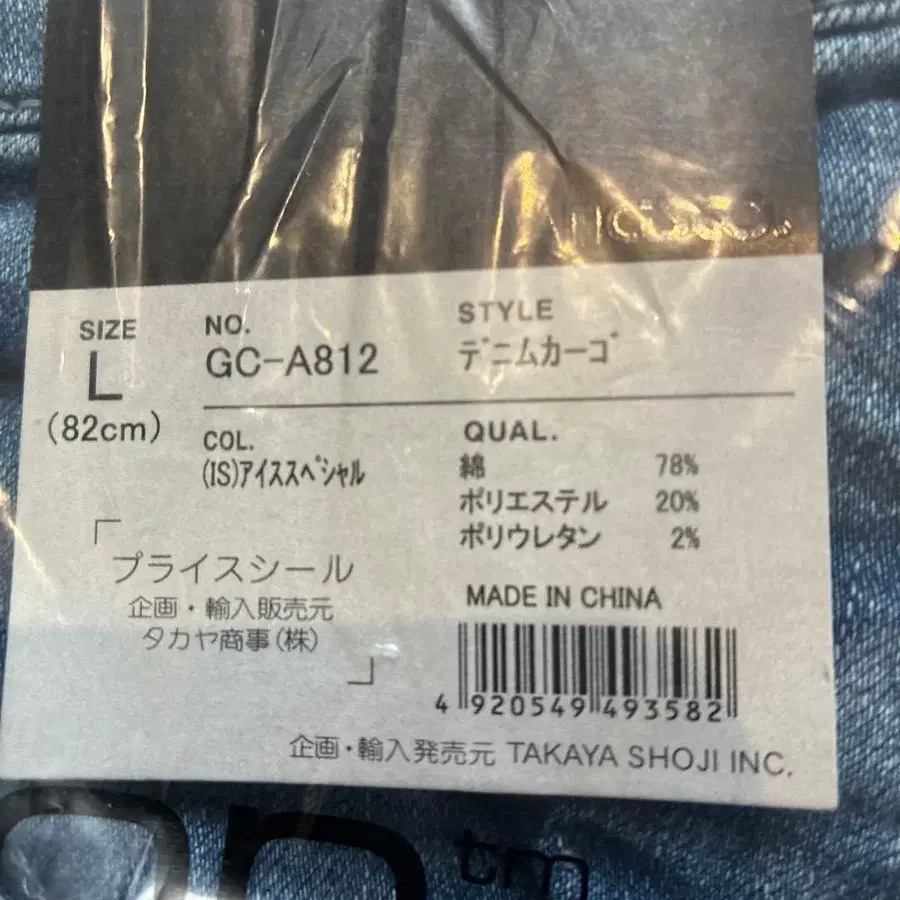 SIZE
L
(82cm)
NO.
GC-A812
STYLE
ﾃﾞﾆﾑｶｰｺﾞ
COL.
(IS)ｱｲｽｽﾍﾟｼｬﾙ
QUAL.
綿 78%
ポリエステル 20%
ポリウレタン 2%
「
プライスシール
企画・輸入販売元
タカヤ商事(株)
」
MADE IN CHINA
4 920549 493582
企画・輸入発売元 TAKAYA SHOJI INC.
tm